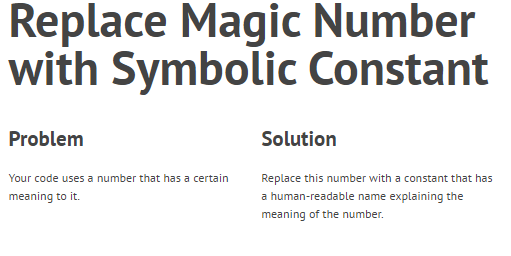 Replace Magic Number
with Symbolic Constant
Problem
Your code uses a number that has a certain
meaning to it.
Solution
Replace this number with a constant that has
a human-readable name explaining the
meaning of the number.